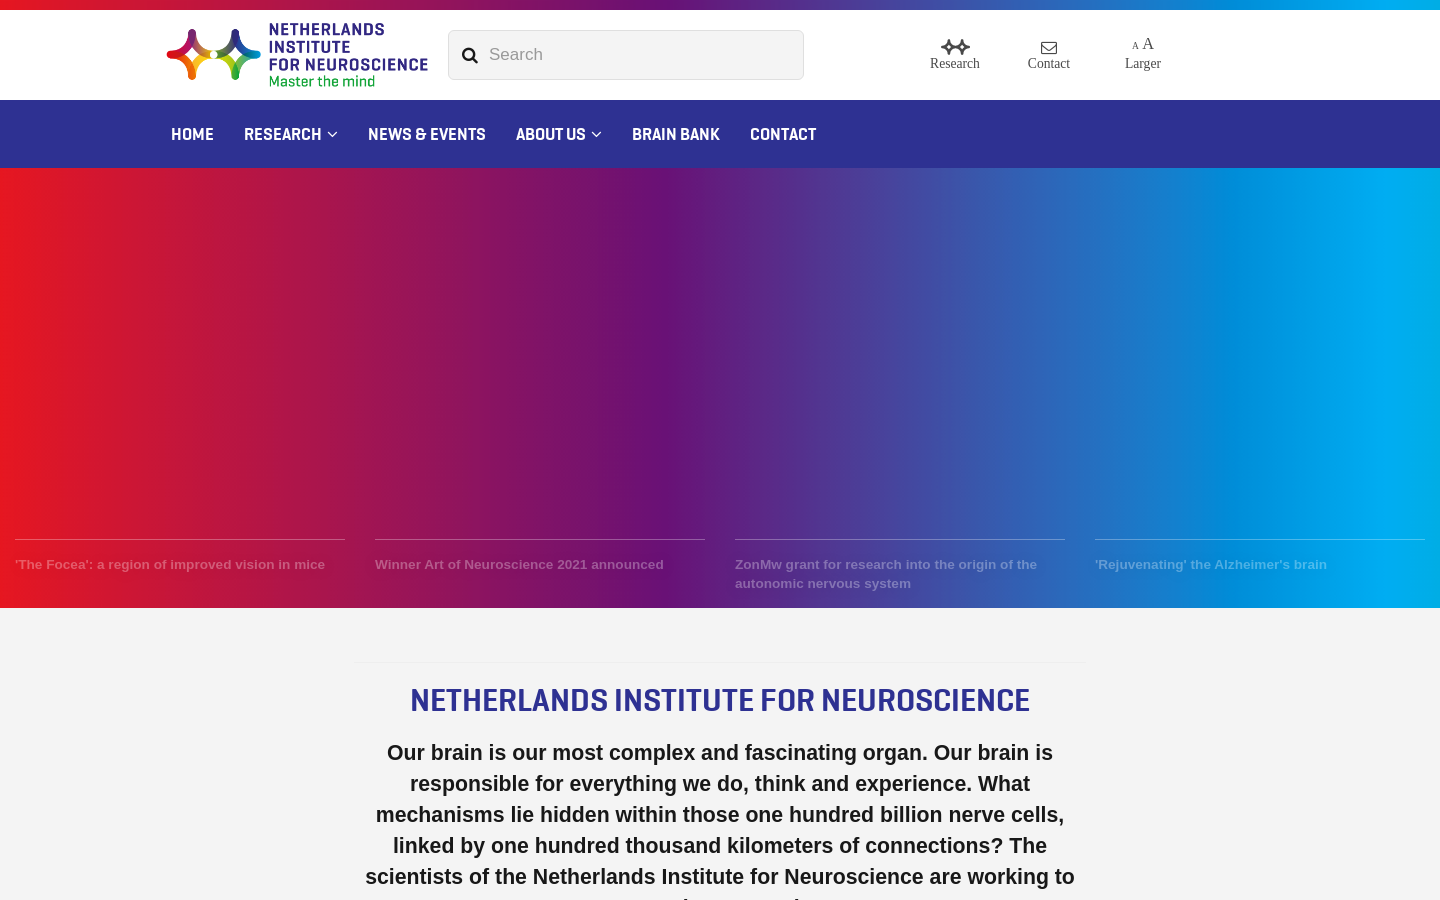 NETHERLANDS
INSTITUTE
FOR NEUROSCIENCE
Master the mind
Search
Research
Contact
A A
Larger
HOME RESEARCH NEWS & EVENTS ABOUT US BRAIN BANK CONTACT
'The Focea': a region of improved vision in mice
Winner Art of Neuroscience 2021 announced
ZonMw grant for research into the origin of the
autonomic nervous system
'Rejuvenating' the Alzheimer's brain
NETHERLANDS INSTITUTE FOR NEUROSCIENCE
Our brain is our most complex and fascinating organ. Our brain is
responsible for everything we do, think and experience. What
mechanisms lie hidden within those one hundred billion nerve cells,
linked by one hundred thousand kilometers of connections? The
scientists of the Netherlands Institute for Neuroscience are working to